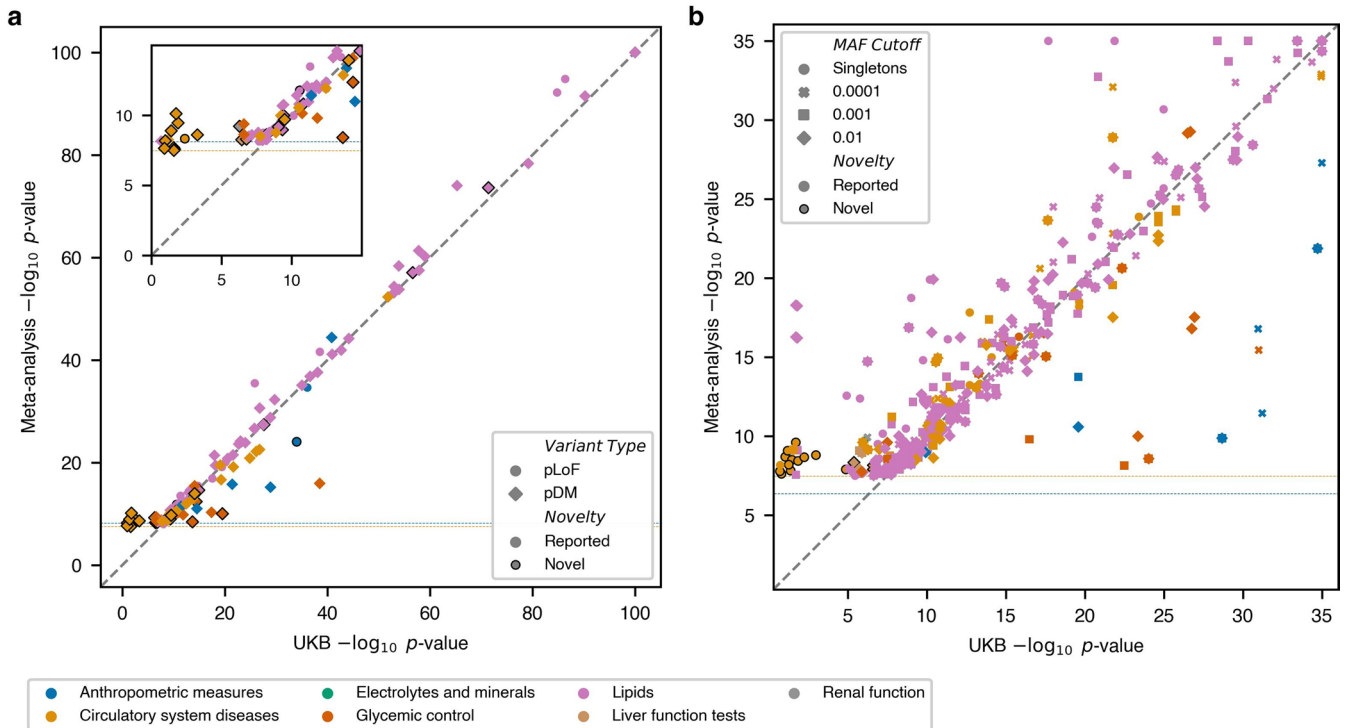 a
b
100
80
60
40
20
0
Meta-analysis −log10 p-value
10
5
0
0
5
10
Variant Type
pLoF
pDM
Novelty
Reported
Novel
0
20
40
60
80
100
UKB −log10 p-value
35
30
25
20
15
10
5
Meta-analysis −log10 p-value
MAF Cutoff
Singletons
0.0001
0.001
0.01
Novelty
Reported
Novel
5
10
15
20
25
30
35
UKB −log10 p-value
Anthropometric measures
Electrolytes and minerals
Lipids
Renal function
Circulatory system diseases
Glycemic control
Liver function tests